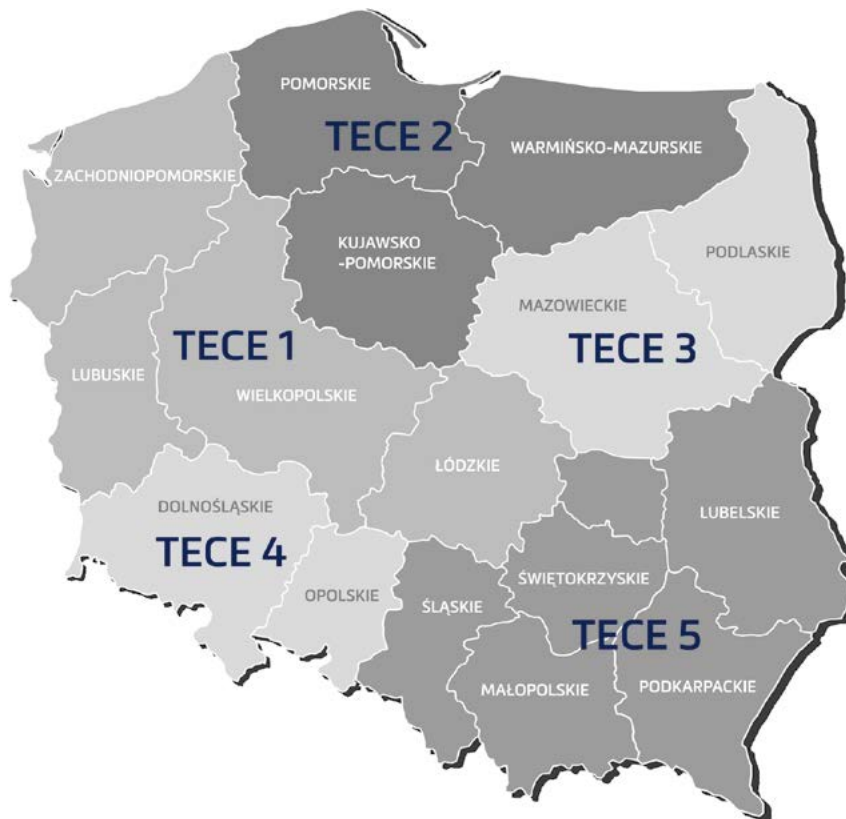 POMORSKIE
TECE 2
WARMIŃSKO-MAZURSKIE
ZACHODNIOPOMORSKIE
KUJAWSKO
-POMORSKIE
PODLASKIE
MAZOWIECKIE
TECE 1
TECE 3
LUBUSKIE
WIELKOPOLSKIE
ŁÓDZKIE
DOLNOŚLĄSKIE
LUBELSKIE
TECE 4
OPOLSKIE
ŚLĄSKIE
ŚWIĘTOKRZYSKIE
TECE 5
MAŁOPOLSKIE
PODKARPACKIE